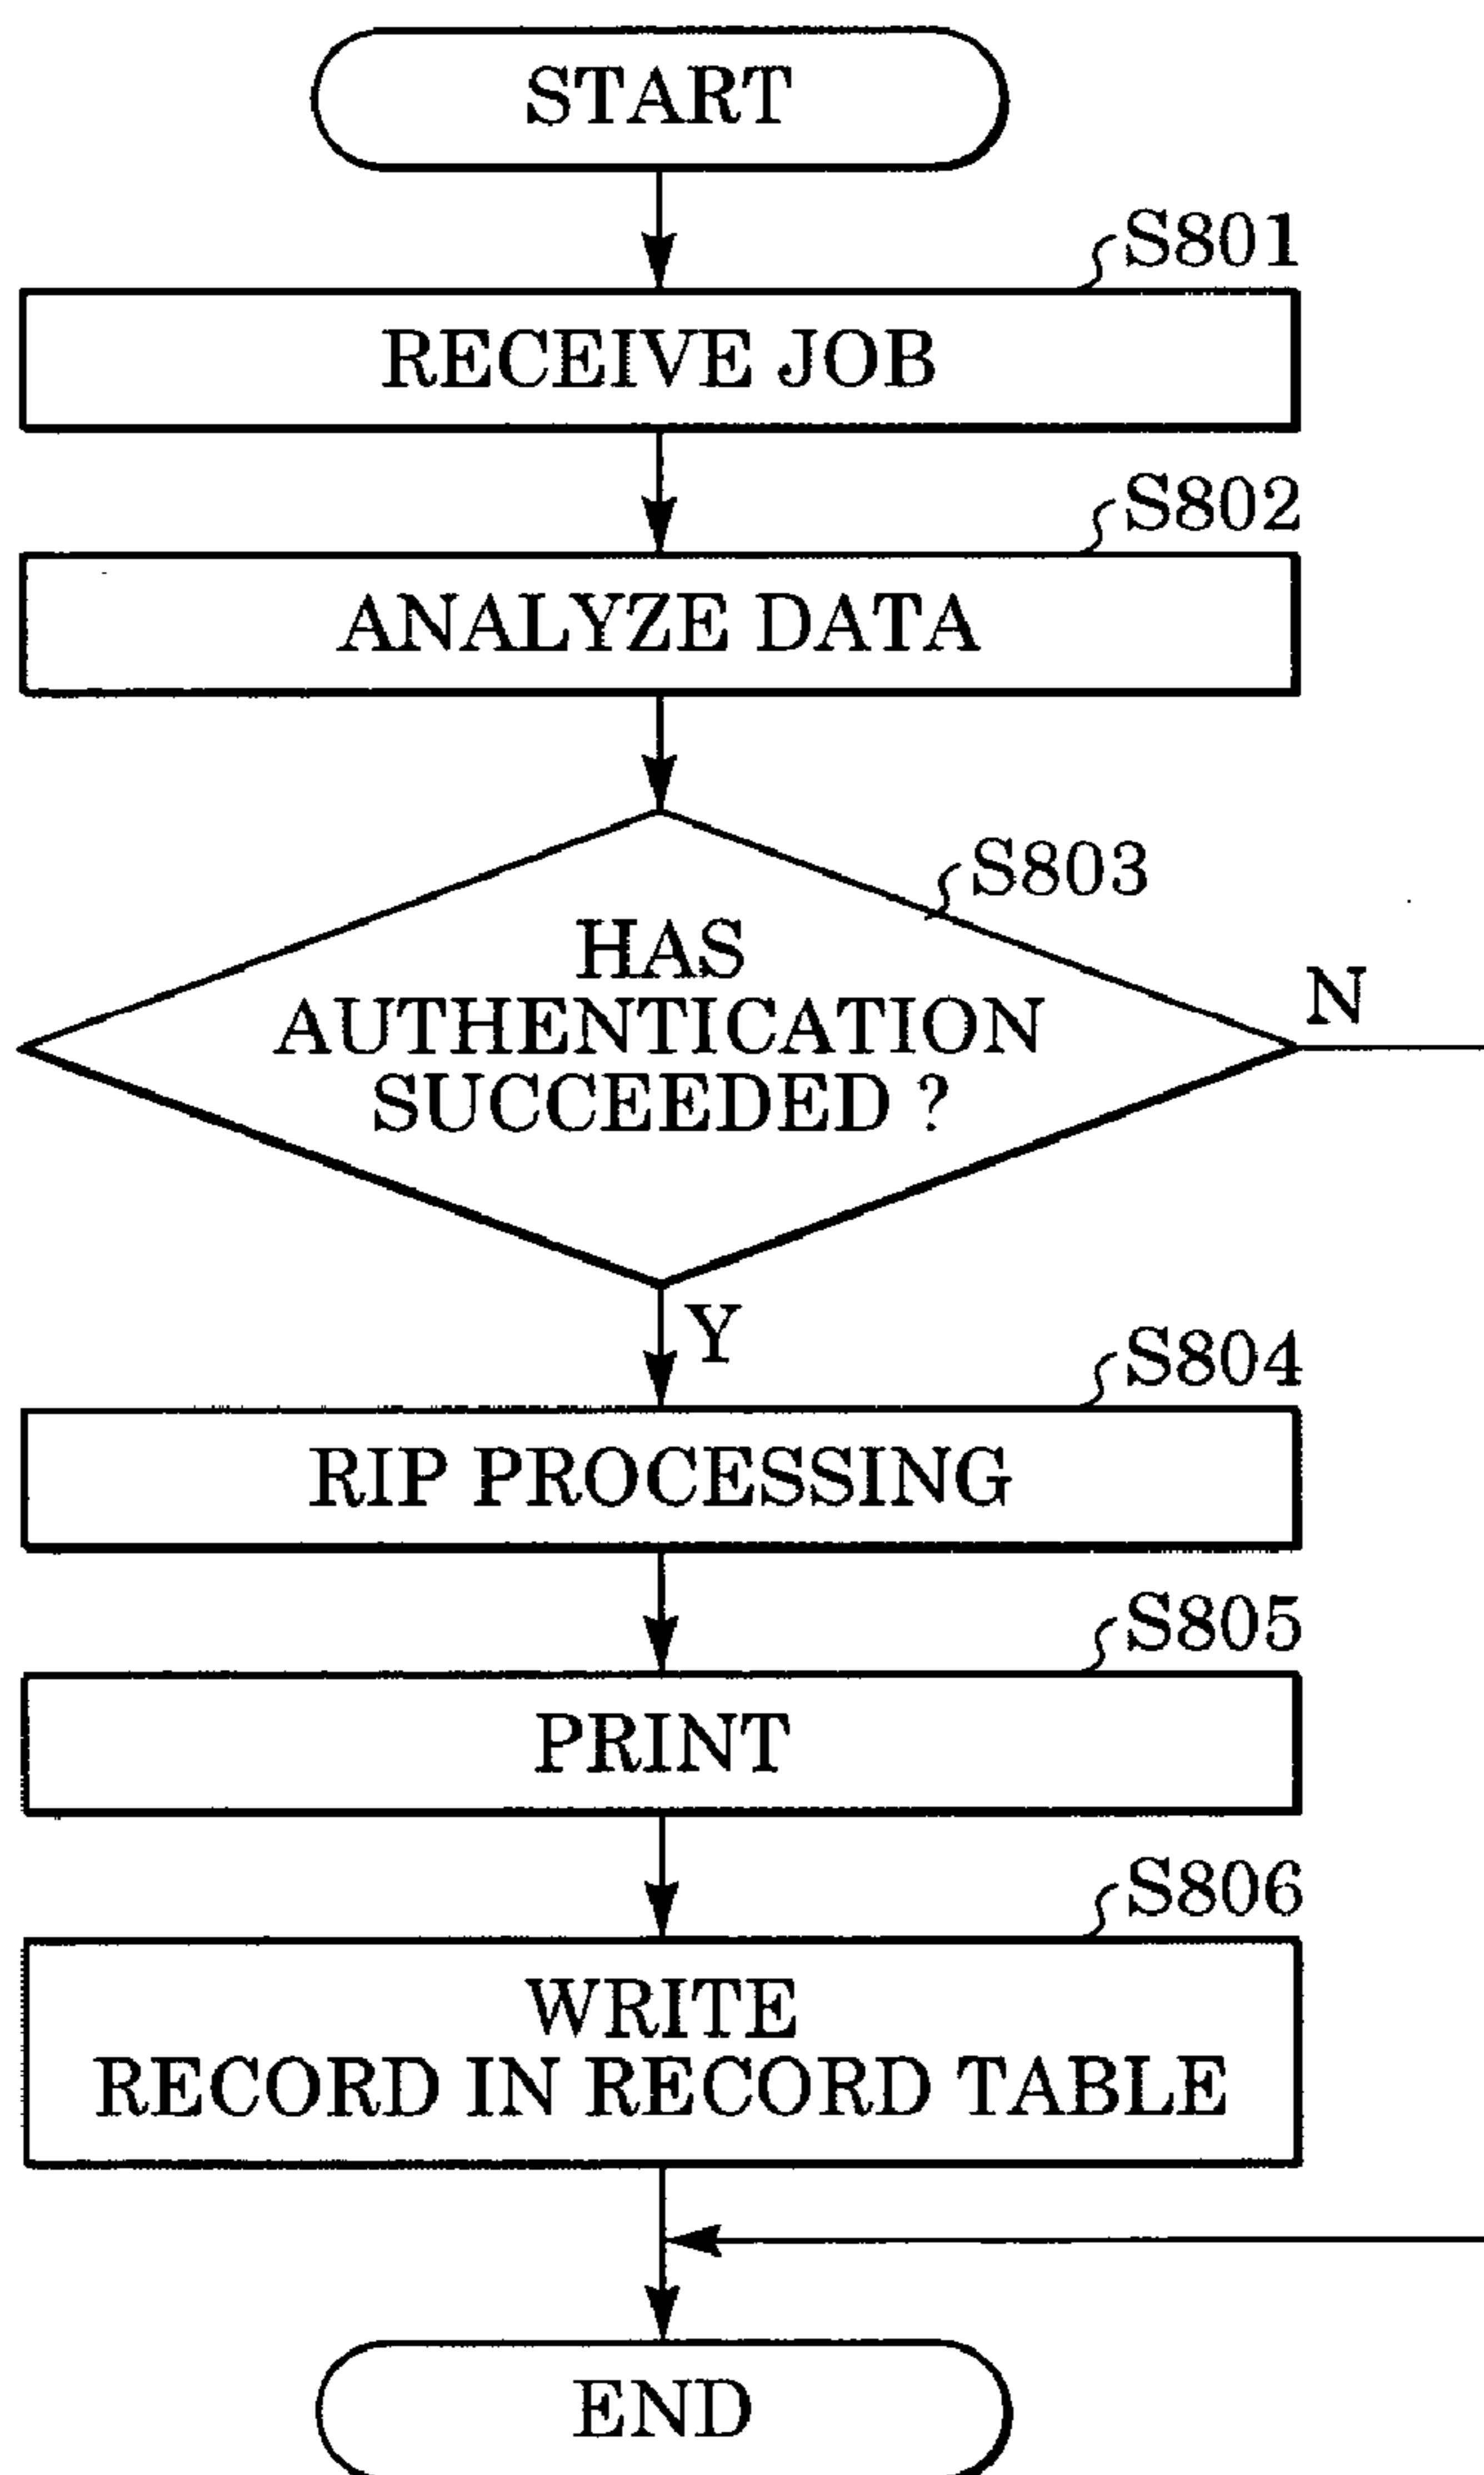 START
S801
RECEIVE JOB
S802
ANALYZE DATA
S803
HAS
AUTHENTICATION
SUCCEEDED ?
N
Y
S804
RIP PROCESSING
S805
PRINT
S806
WRITE
RECORD IN RECORD TABLE
END